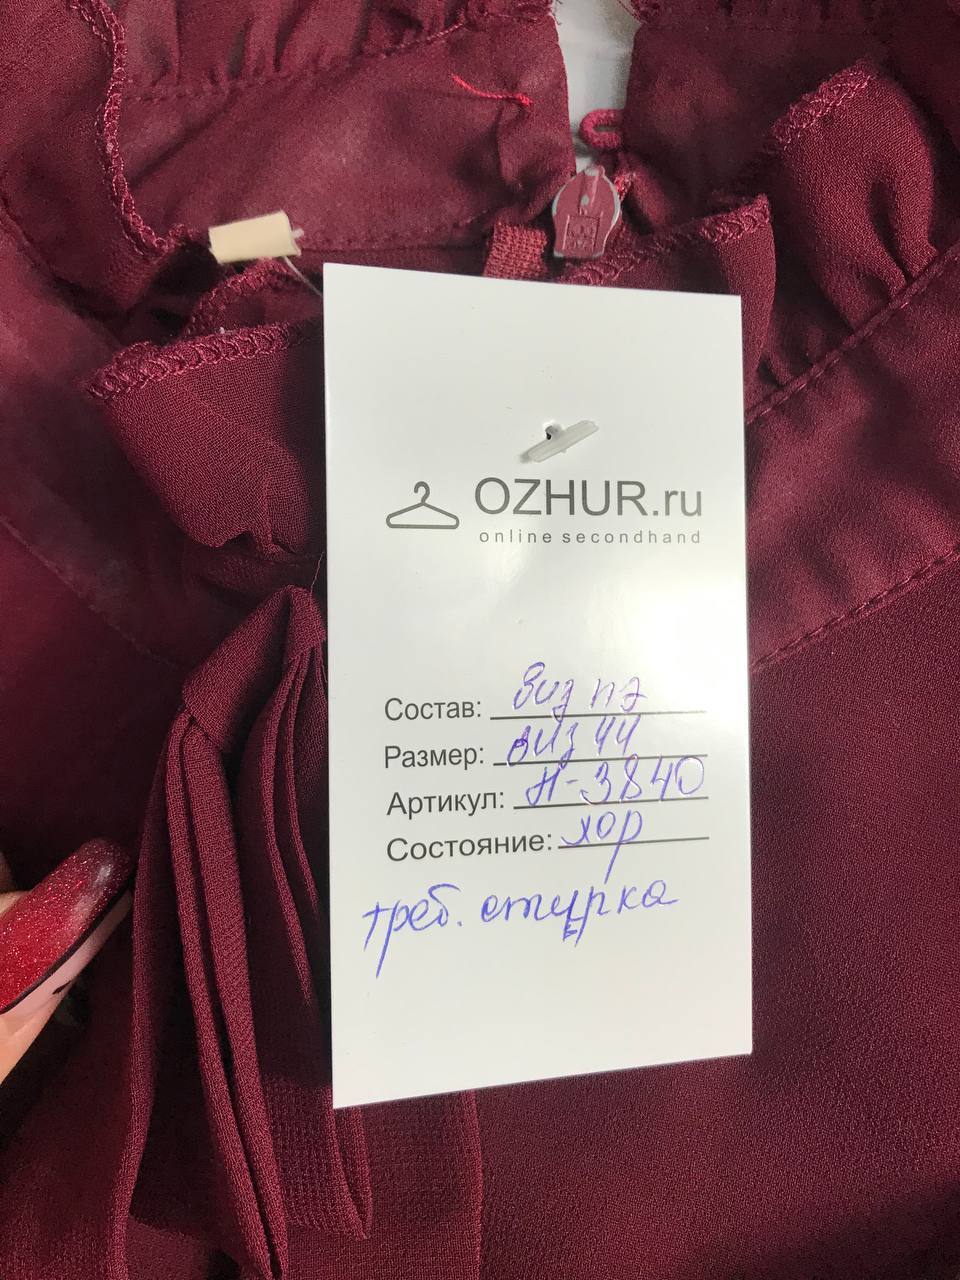 OZHUR.ru
online secondhand
Состав: виз пэ
Размер: виз 44
Артикул: Н-3840
Состояние: хор
треб. стирка